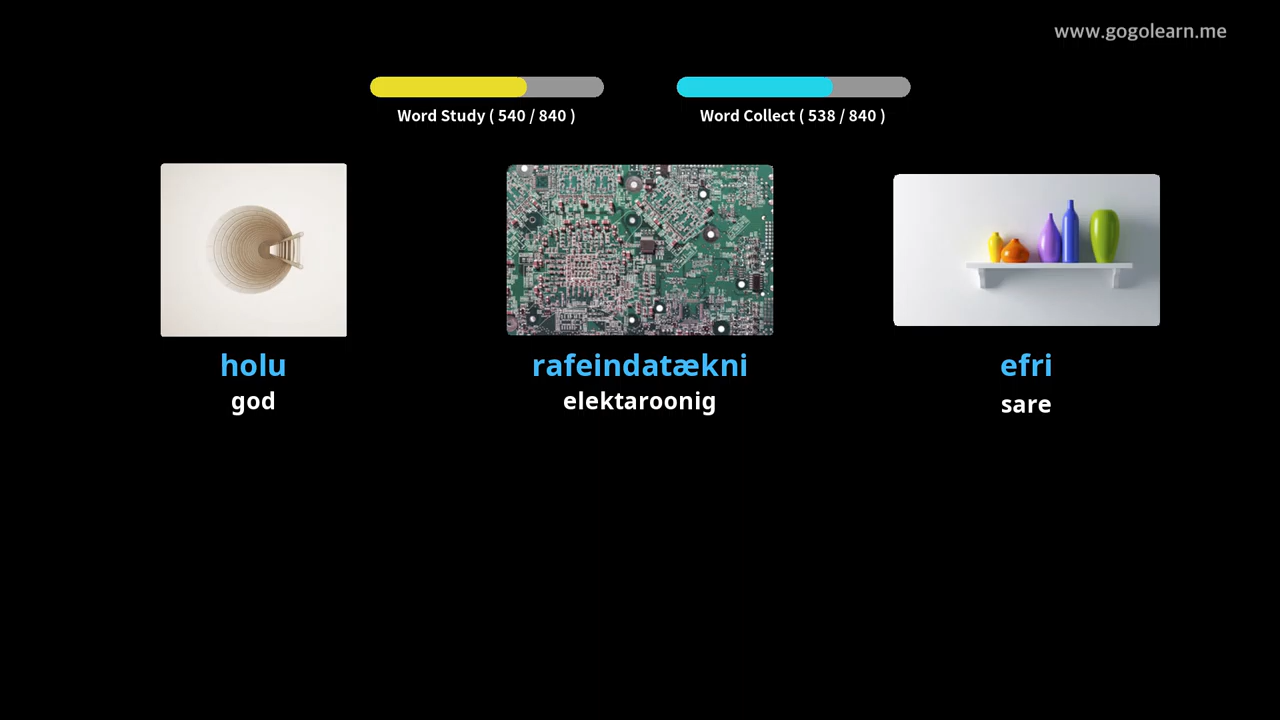 www.gogolearn.me
Word Study ( 540 / 840 )
Word Collect ( 538 / 840 )
holu
god
rafeindatækni
elektaroonig
efri
sare